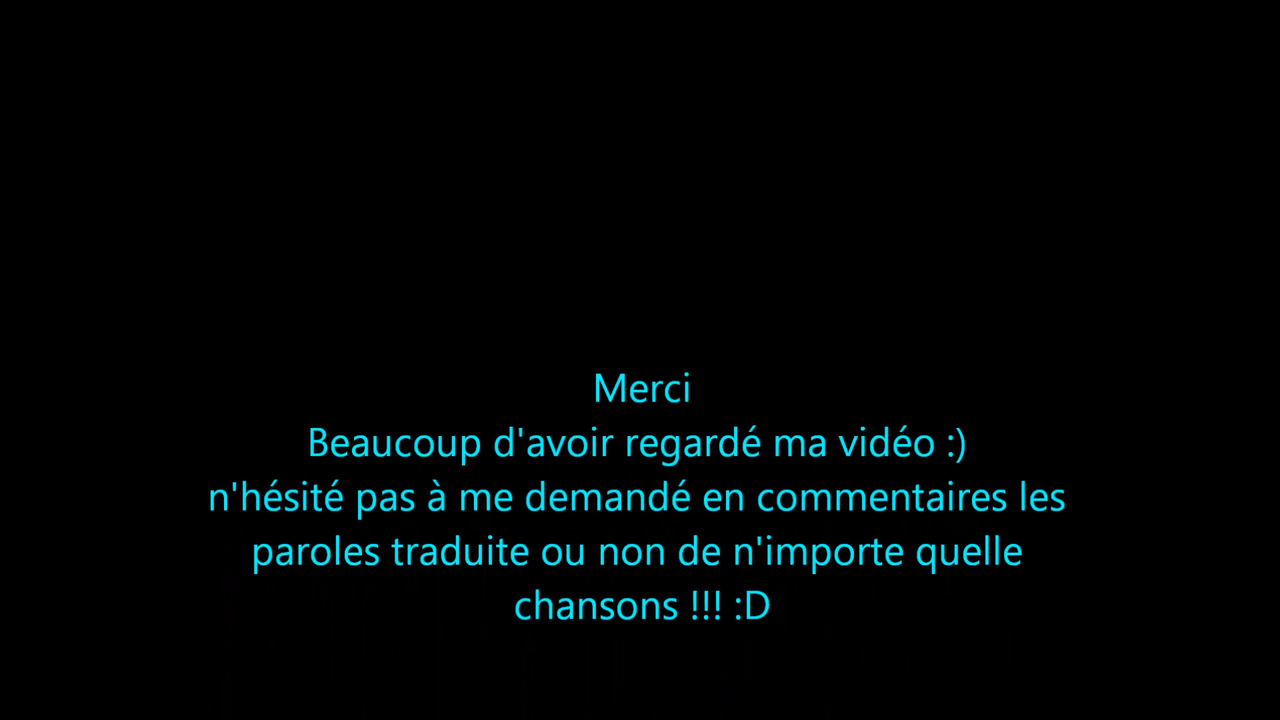 Merci
Beaucoup d'avoir regardé ma vidéo :)
n'hésité pas à me demandé en commentaires les
paroles traduite ou non de n'importe quelle
chansons !!! :D